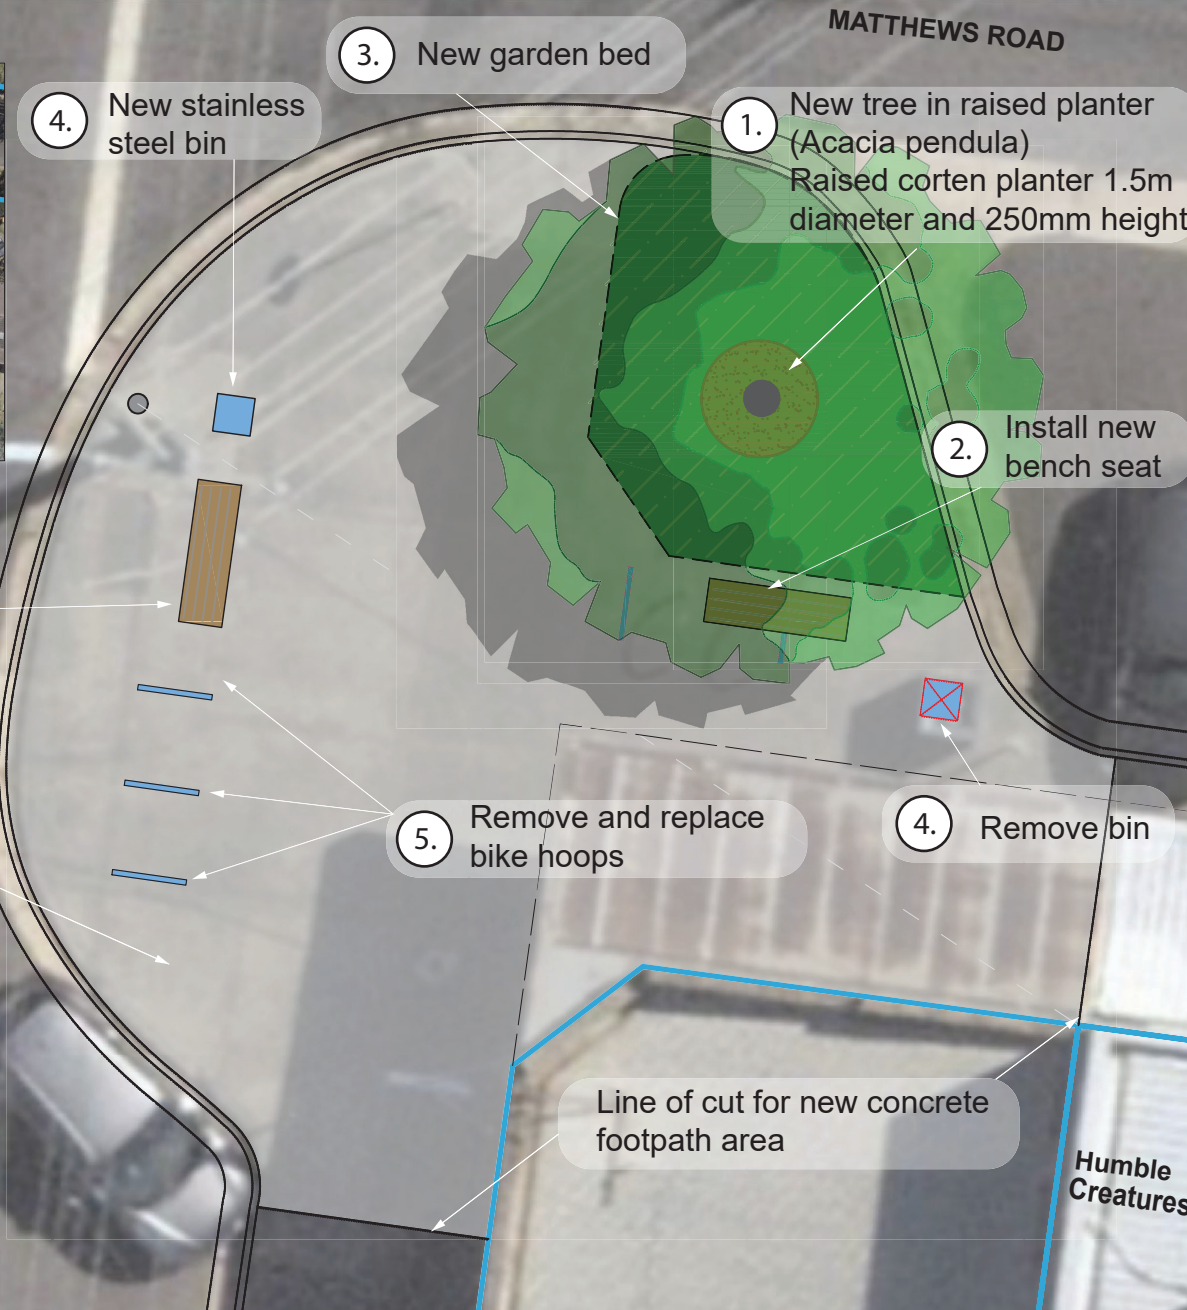 MATTHEWS ROAD
3. New garden bed
4. New stainless
steel bin
1. New tree in raised planter
(Acacia pendula)
Raised corten planter 1.5m
diameter and 250mm height
2. Install new
bench seat
5. Remove and replace
bike hoops
4. Remove bin
Line of cut for new concrete
footpath area
Humble
Creatures